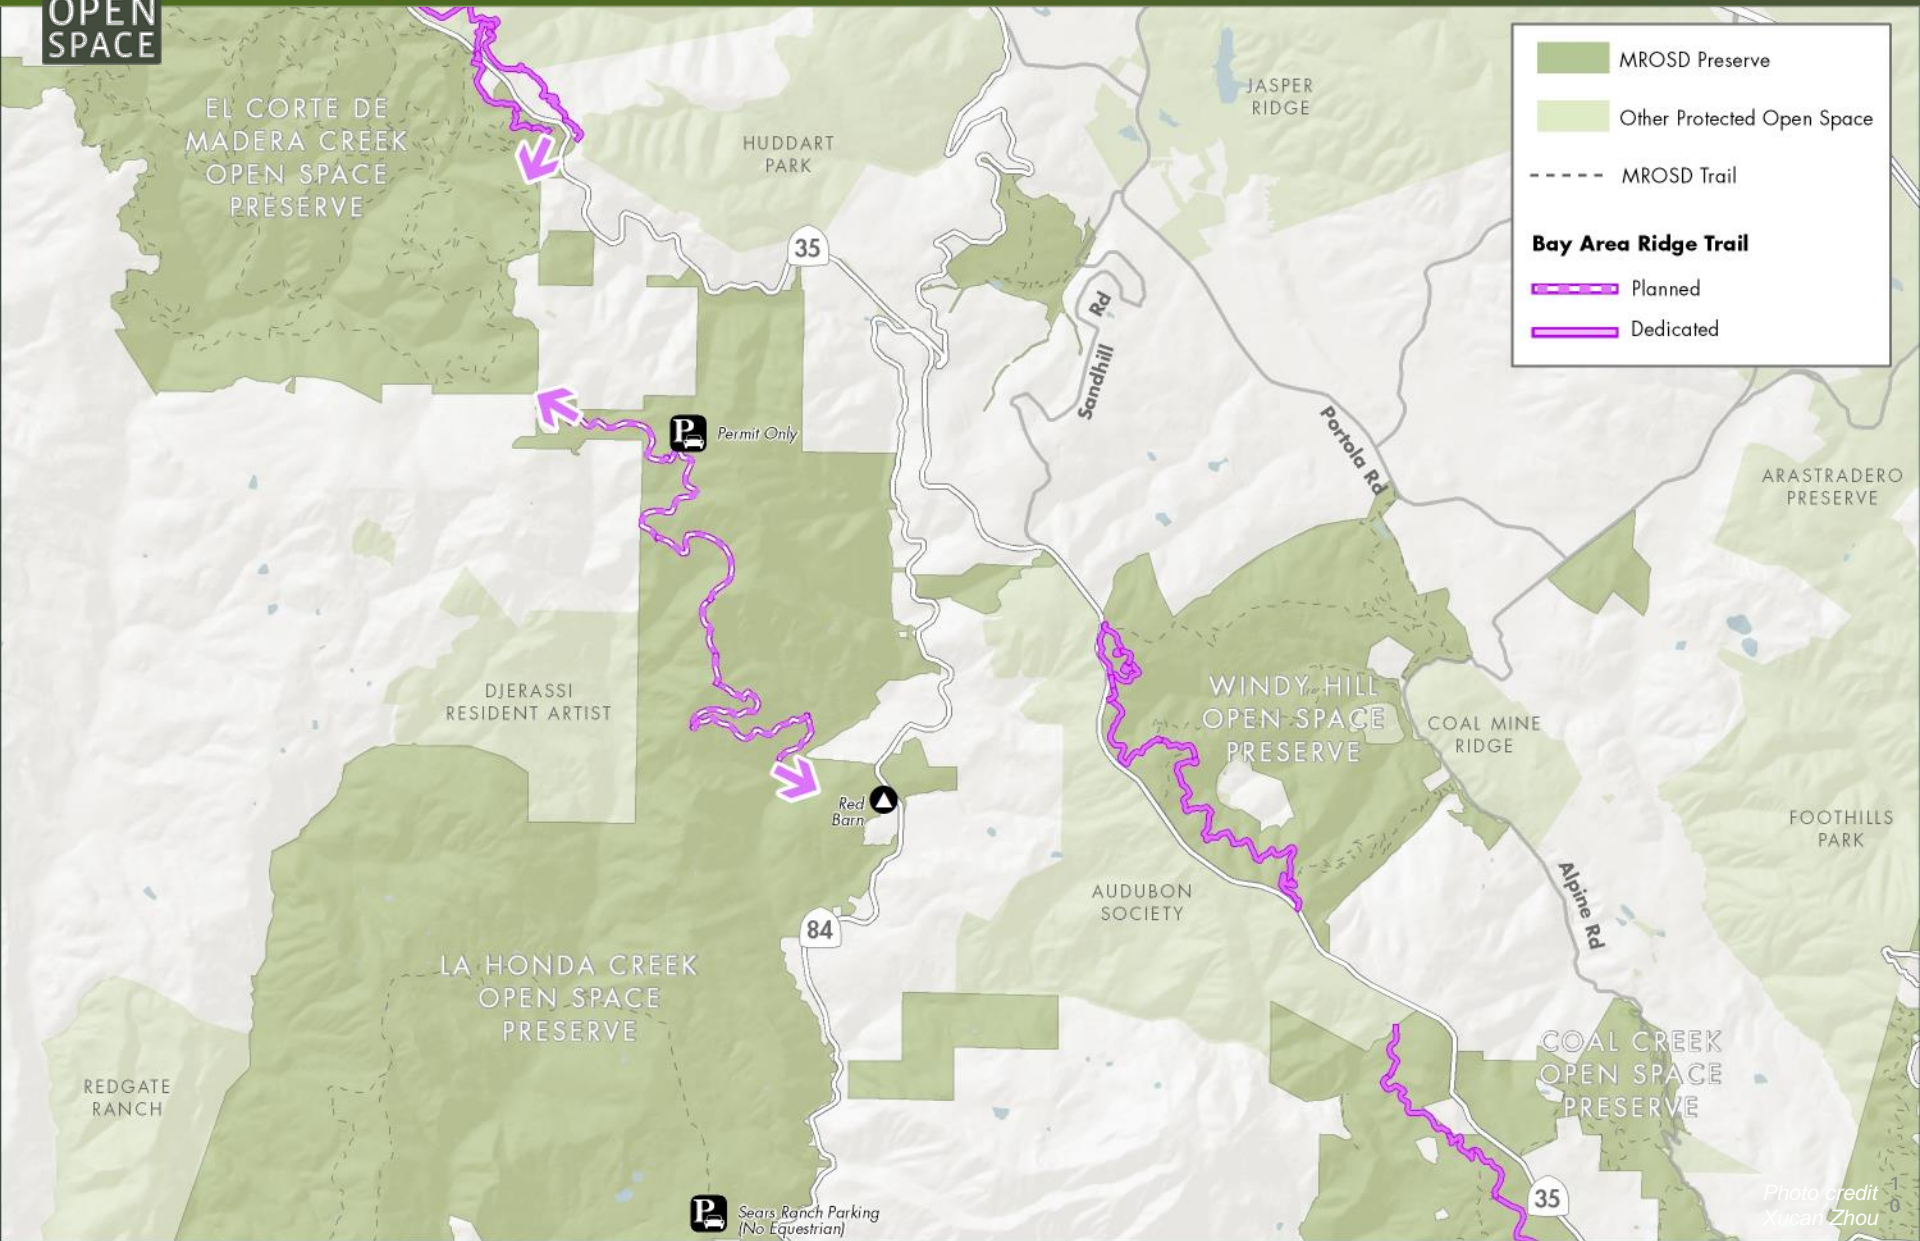 OPEN
SPACE
EL CORTE DE
MADERA CREEK
OPEN SPACE
PRESERVE
HUDDART
PARK
JASPER
RIDGE
MROSD Preserve
Other Protected Open Space
MROSD Trail
Bay Area Ridge Trail
Planned
Dedicated
35
Sandhill Rd
Portola Rd
Permit Only
ARASTRADERO
PRESERVE
DJERASSI
RESIDENT ARTIST
WINDY HILL
OPEN SPACE
PRESERVE
COAL MINE
RIDGE
Red
Barn
FOOTHILLS
PARK
AUDUBON
SOCIETY
Alpine Rd
84
LA HONDA CREEK
OPEN SPACE
PRESERVE
COAL CREEK
OPEN SPACE
PRESERVE
REDGATE
RANCH
35
P
P
Sears Ranch Parking
(No Equestrian)
Photo credit
Xucan Zhou
1
0